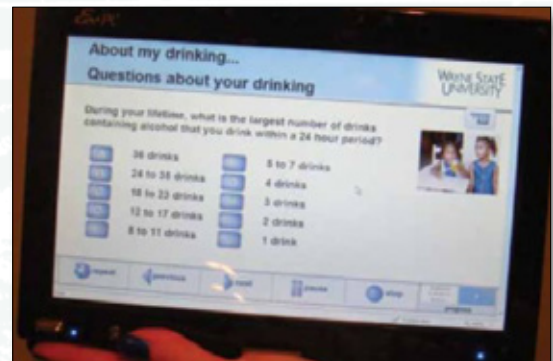 Eee PC
About my drinking...
Questions about your drinking
WAYNE STATE
UNIVERSITY
During your lifetime, what is the largest number of drinks
containing alcohol that you drink within a 24 hour period?
36 drinks
24 to 35 drinks
18 to 23 drinks
12 to 17 drinks
8 to 11 drinks
5 to 7 drinks
4 drinks
3 drinks
2 drinks
1 drink
repeat
previous
next
pause
stop
progress